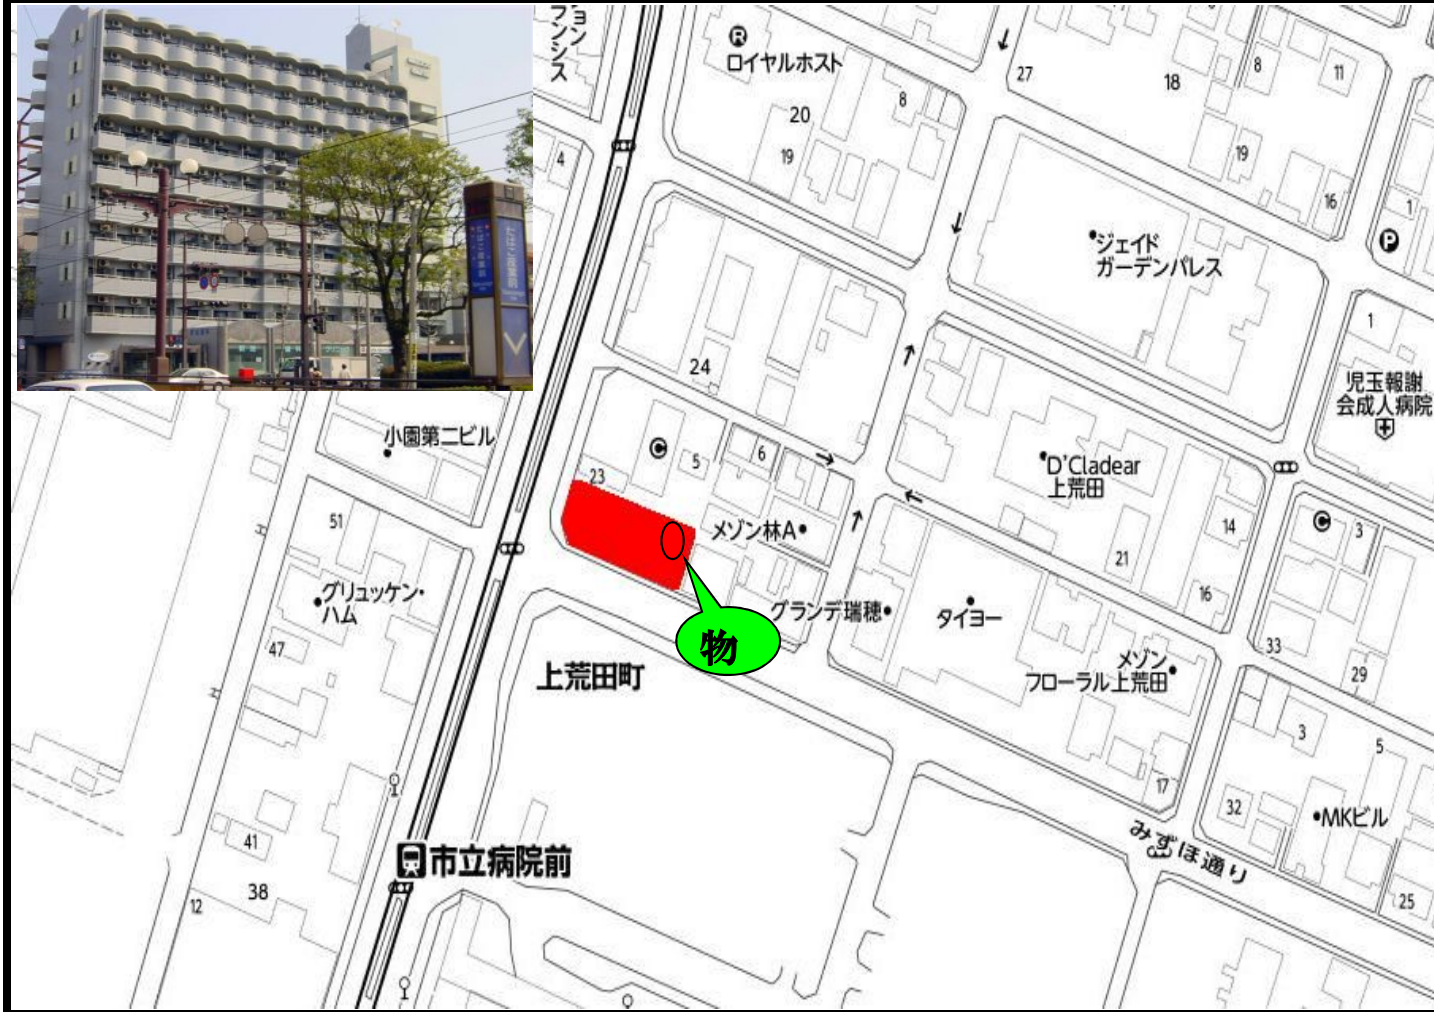 ション
フランシス
ロイヤルホスト
27
18
8
11
8
20
19
19
16
1
4
ジェイド
ガーデンパレス
1
24
児玉報謝
会成人病院
小園第二ビル
6
5
23
D'Cladear
上荒田
3
14
51
メゾン林A
21
16
グリュッケン・
ハム
グランデ瑞穂
タイヨー
物
33
47
上荒田町
メゾン
フローラル上荒田
29
3
5
17
32
MKビル
みずほ通り
41
市立病院前
38
12
25